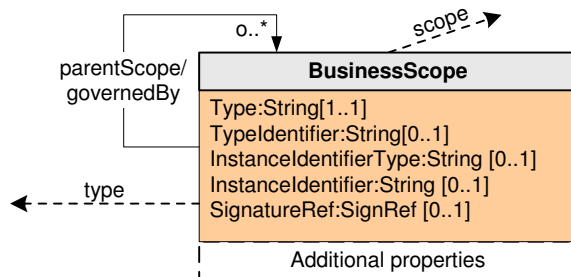 scope
o..*
parentScope/
governedBy
BusinessScope
Type:String[1..1]
TypeIdentifier:String[0..1]
InstanceIdentifierType:String [0..1]
InstanceIdentifier:String [0..1]
SignatureRef:SignRef [0..1]
type
Additional properties